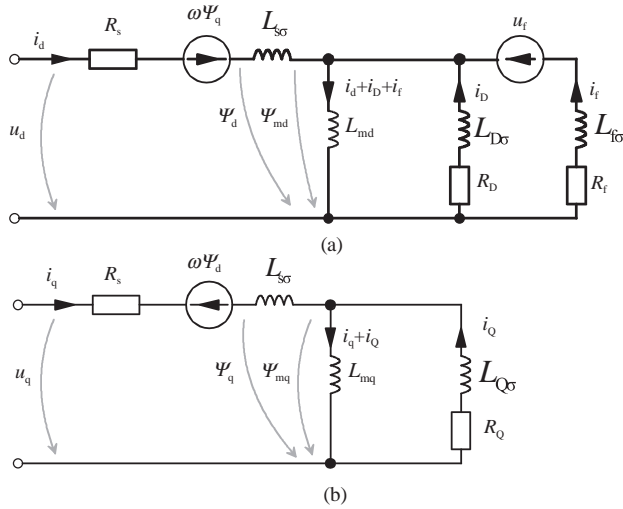 i_d R_s ωΨ_q L_sσ u_f
i_d+i_D+i_f i_D i_f
Ψ_d Ψ_md L_md L_Dσ L_fσ
u_d
R_D R_f
(a)
i_q R_s ωΨ_d L_sσ
i_q+i_Q i_Q
Ψ_q Ψ_mq L_mq L_Qσ
u_q
R_Q
(b)